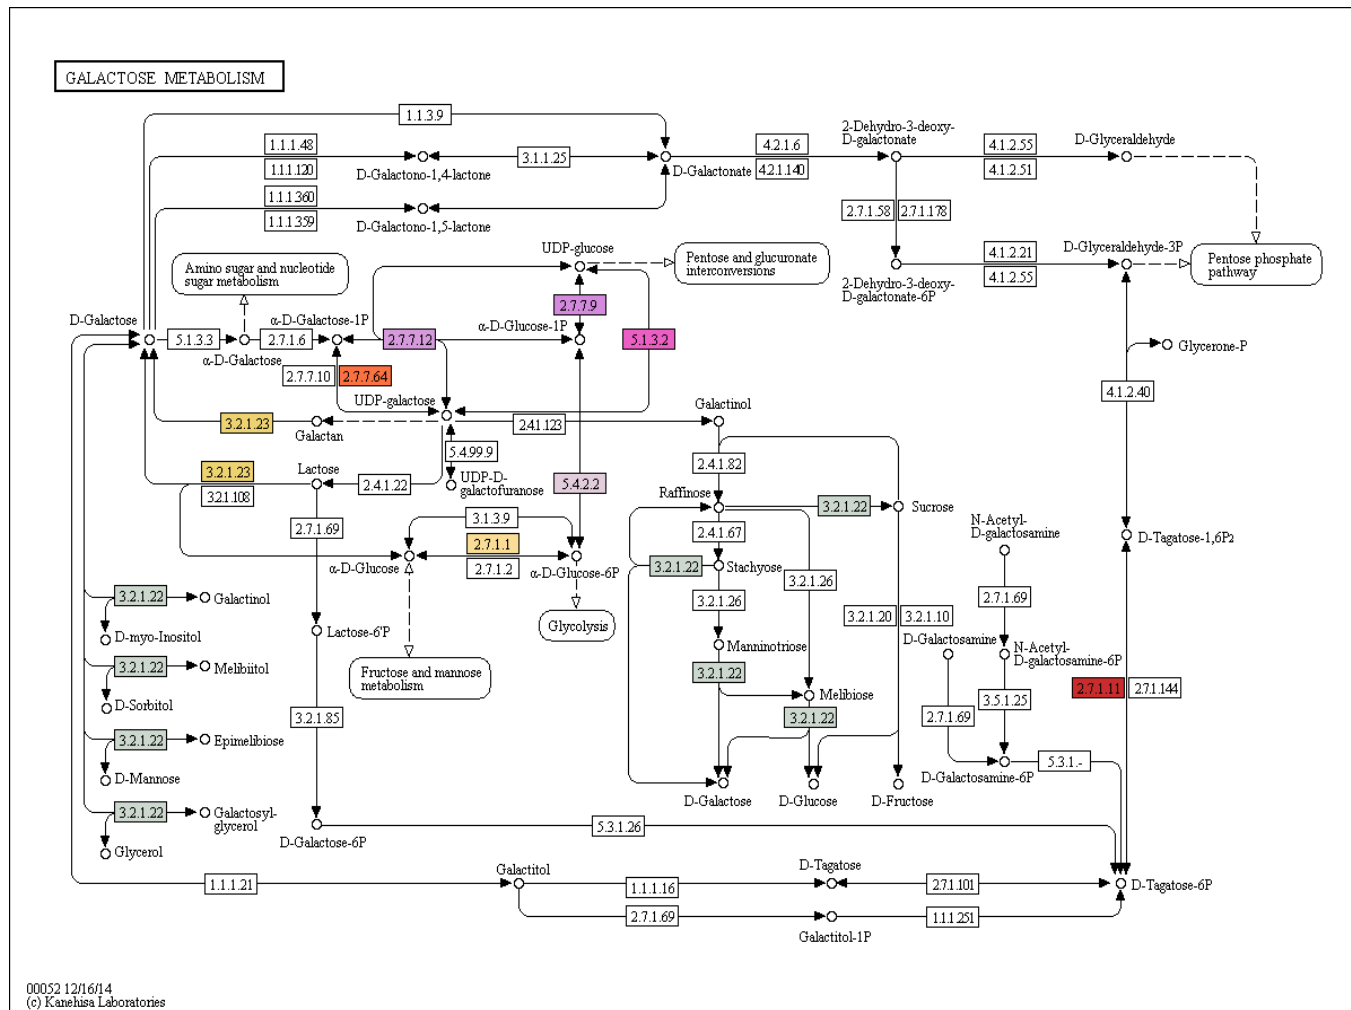 GALACTOSE METABOLISM
1.1.3.9
1.1.1.48
1.1.1.120
D-Galactono-1,4-lactone
3.1.1.25
D-Galactonate
4.2.1.6
4.2.1.140
2-Dehydro-3-deoxy-
D-galactonate
4.1.2.55
4.1.2.51
D-Glyceraldehyde
1.1.1.360
1.1.1.359
D-Galactono-1,5-lactone
2.7.1.58
2.7.1.178
UDP-glucose
Pentose and glucuronate
interconversions
Amino sugar and nucleotide
sugar metabolism
2-Dehydro-3-deoxy-
D-galactonate-6P
4.1.2.21
4.1.2.55
D-Glyceraldehyde-3P
Pentose phosphate
pathway
2.7.7.9
D-Galactose
5.1.3.3
α-D-Galactose
2.7.1.6
α-D-Galactose-1P
2.7.7.12
α-D-Glucose-1P
5.1.3.2
Glycerone-P
2.7.7.10
2.7.7.64
UDP-galactose
4.1.2.40
3.2.1.23
Galactan
2.4.1.123
Galactinol
5.4.99.9
UDP-D-
galactofuranose
3.2.1.23
3.2.1.108
Lactose
2.4.1.22
5.4.2.2
2.4.1.82
Raffinose
3.2.1.22
Sucrose
2.7.1.69
3.1.3.9
2.7.1.1
2.7.1.2
α-D-Glucose
α-D-Glucose-6P
2.4.1.67
3.2.1.22
Stachyose
3.2.1.26
N-Acetyl-
D-galactosamine
D-Tagatose-1,6P2
3.2.1.22
Galactinol
D-myo-Inositol
Lactose-6'P
Glycolysis
Fructose and mannose
metabolism
3.2.1.26
Manninotriose
3.2.1.20
3.2.1.10
2.7.1.69
D-Galactosamine
N-Acetyl-
D-galactosamine-6P
3.2.1.22
Melibiitol
D-Sorbitol
3.2.1.22
Melibiose
3.2.1.22
2.7.1.69
3.5.1.25
2.7.1.11
2.7.1.144
3.2.1.85
3.2.1.22
Epimelibiose
D-Mannose
D-Galactosamine-6P
5.3.1.-
D-Galactose
D-Glucose
D-Fructose
3.2.1.22
Galactosyl-
glycerol
Glycerol
D-Galactose-6P
5.3.1.26
1.1.1.21
Galactitol
1.1.1.16
D-Tagatose
2.7.1.101
D-Tagatose-6P
2.7.1.69
Galactitol-1P
1.1.1.251
00052 12/16/14
(c) Kanehisa Laboratories